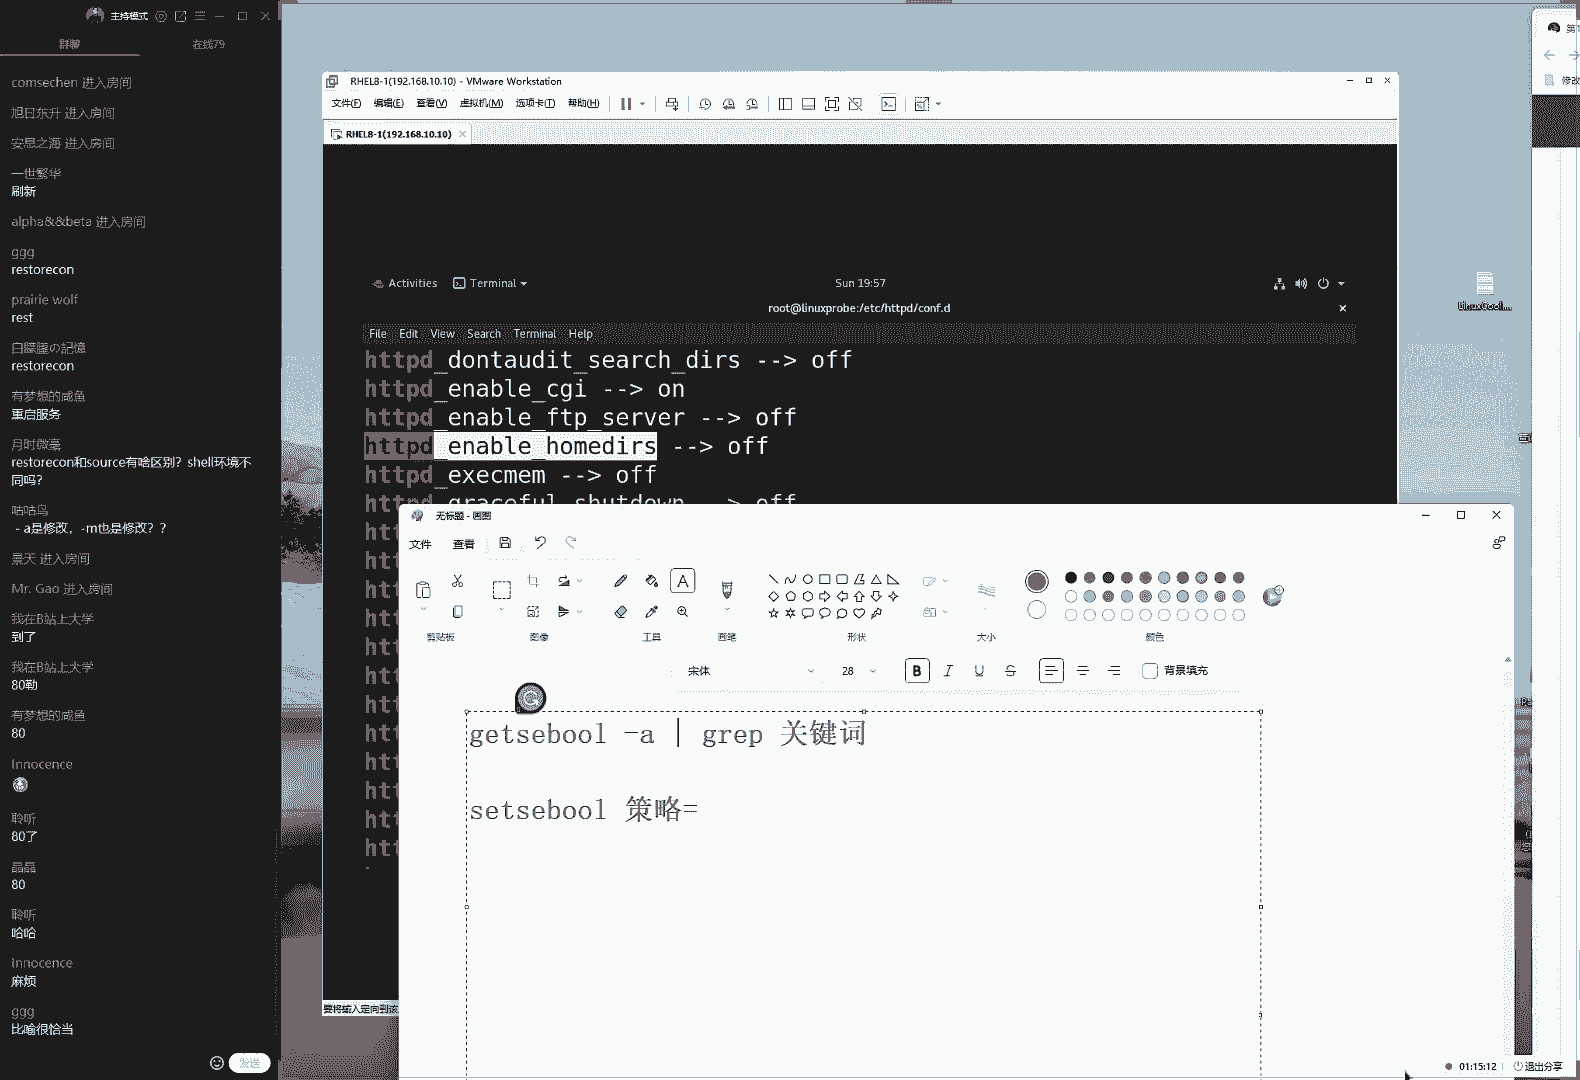 主持模式
群聊
在线79
comsechen 进入房间
旭日东升 进入房间
安思之海 进入房间
一世繁华
刷新
alpha&&beta 进入房间
ggg
restorecon
prairie wolf
rest
白朦朧の記憶
restorecon
有梦想的咸鱼
重启服务
restorecon和source有啥区别？shell环境不
同吗？
咕咕鸟
- a是修改，-m也是修改？？
景天 进入房间
Mr. Gao 进入房间
我在B站上大学
到了
我在B站上大学
80勒
有梦想的咸鱼
80
Innocence
聆听
80了
晶晶
80
聆听
哈哈
Innocence
麻烦
ggg
比喻很恰当
发送
RHEL8-1(192.168.10.10) - VMware Workstation
文件(F) 编辑(E) 查看(V) 虚拟机(M) 选项卡(T) 帮助(H)
RHEL8-1(192.168.10.10)
Activities Terminal
Sun 19:57
root@linuxprobe:/etc/httpd/conf.d
File Edit View Search Terminal Help
httpd_dontaudit_search_dirs --> off
httpd_enable_cgi --> on
httpd_enable_ftp_server --> off
httpd_enable_homedirs --> off
httpd_execmem --> off
httpd_graceful_shutdown --> off
要将输入定向到该
无标题 - 画图
文件 查看
剪贴板 图像 工具 画笔 形状 大小 颜色
宋体 28 B I U S 背景填充
getsebool -a | grep 关键词
setsebool 策略=
修改
01:15:12 退出分享